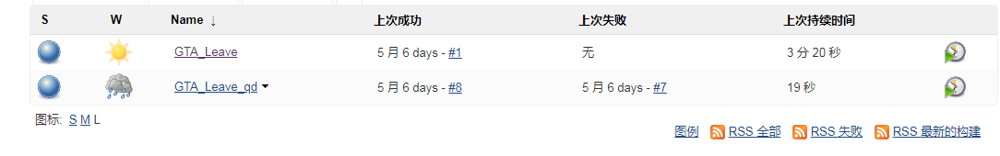 S W Name ↓ 上次成功 上次失败 上次持续时间
GTA_Leave 5 月 6 days - #1 无 3 分 20 秒
GTA_Leave_qd 5 月 6 days - #8 5 月 6 days - #7 19 秒
图标: S M L
图例 RSS 全部 RSS 失败 RSS 最新的构建